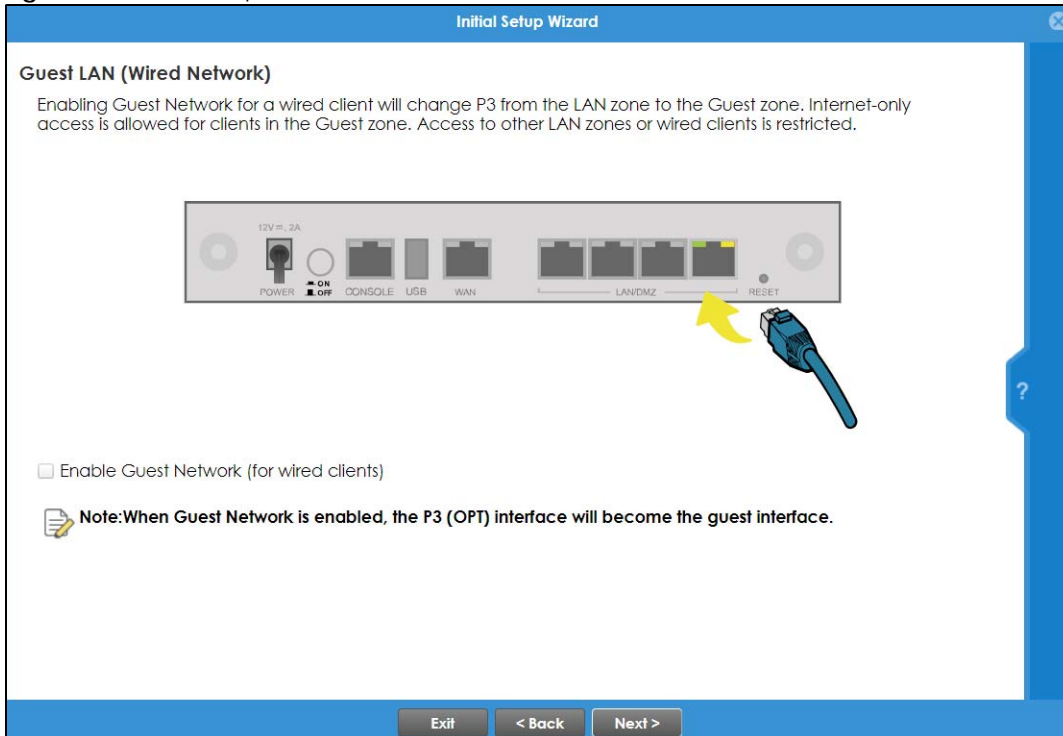 Initial Setup Wizard
Guest LAN (Wired Network)
Enabling Guest Network for a wired client will change P3 from the LAN zone to the Guest zone. Internet-only
access is allowed for clients in the Guest zone. Access to other LAN zones or wired clients is restricted.
12V⎓, 2A
ON
OFF
POWER
CONSOLE
USB
WAN
LAN/DMZ
RESET
?
Enable Guest Network (for wired clients)
Note:When Guest Network is enabled, the P3 (OPT) interface will become the guest interface.
Exit
< Back
Next >